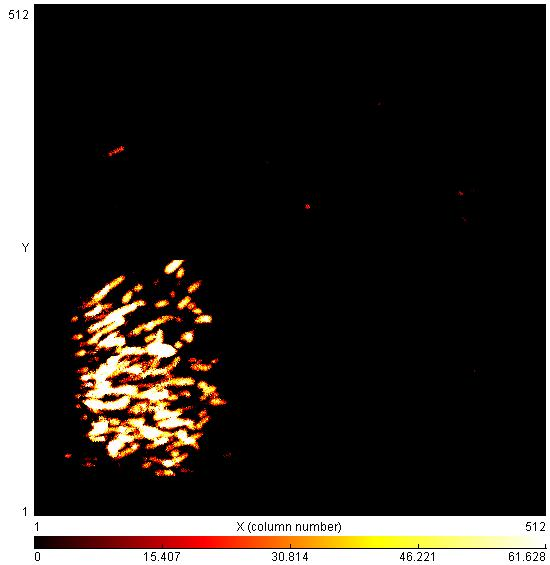 512
Y
1
1 X (column number) 512
0 15.407 30.814 46.221 61.628